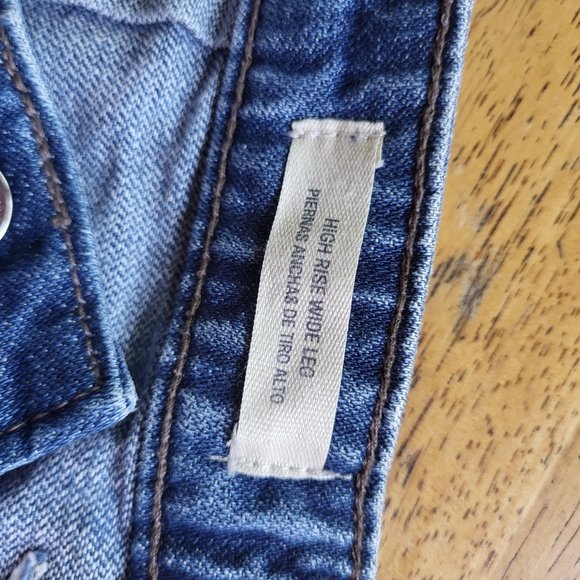 HIGH RISE WIDE LEG
PIERNAS ANCHAS DE TIRO ALTO